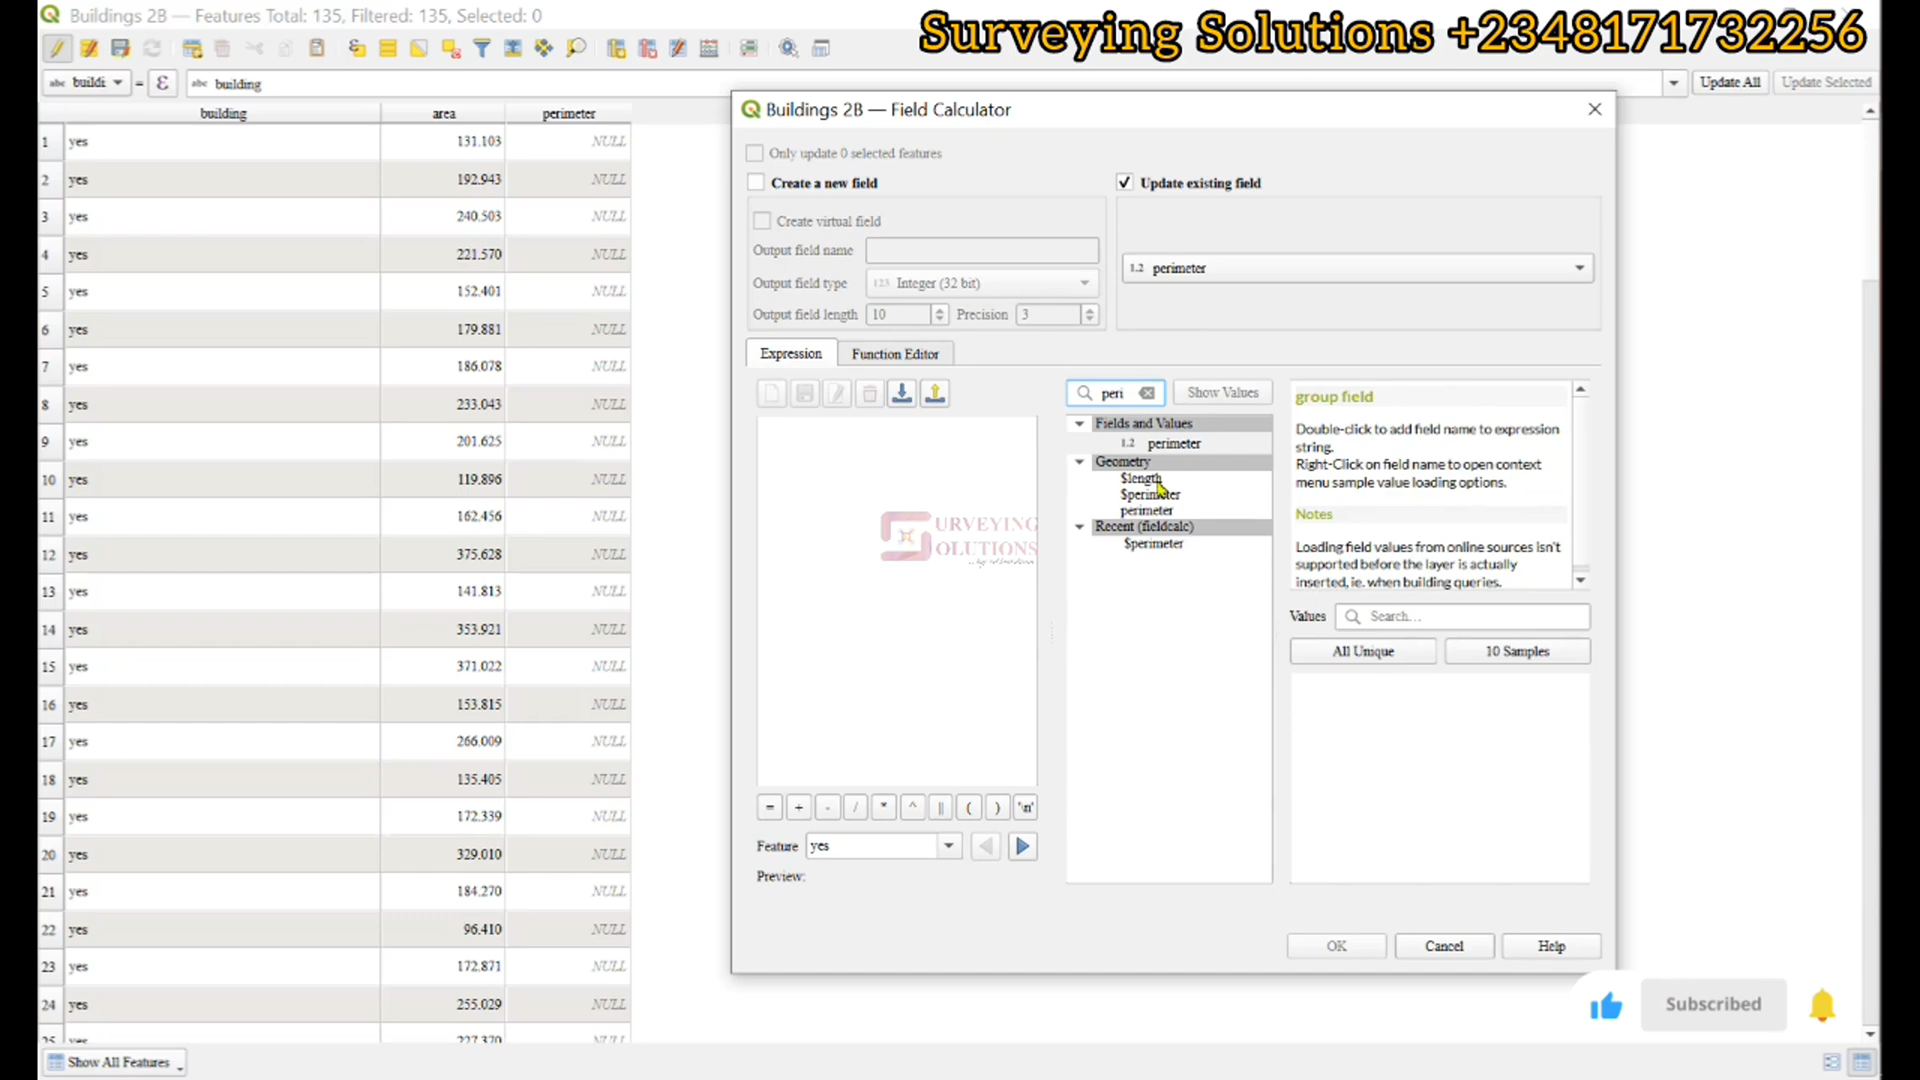 Buildings 2B — Features Total: 135, Filtered: 135, Selected: 0
Surveying Solutions +2348171732256
abc buildi = ε abc building Update All Update Selected
building area perimeter
1 yes 131.103 NULL
2 yes 192.943 NULL
3 yes 240.503 NULL
4 yes 221.570 NULL
5 yes 152.401 NULL
6 yes 179.881 NULL
7 yes 186.078 NULL
8 yes 233.043 NULL
9 yes 201.625 NULL
10 yes 119.896 NULL
11 yes 162.456 NULL
12 yes 375.628 NULL
13 yes 141.813 NULL
14 yes 353.921 NULL
15 yes 371.022 NULL
16 yes 153.815 NULL
17 yes 266.009 NULL
18 yes 135.405 NULL
19 yes 172.339 NULL
20 yes 329.010 NULL
21 yes 184.270 NULL
22 yes 96.410 NULL
23 yes 172.871 NULL
24 yes 255.029 NULL
25 yes 227.370 NULL
Show All Features
Buildings 2B — Field Calculator
Only update 0 selected features
Create a new field
Update existing field
Create virtual field
Output field name
1.2 perimeter
Output field type 123 Integer (32 bit)
Output field length 10 Precision 3
Expression Function Editor
peri Show Values
Fields and Values
1.2 perimeter
Geometry
$length
$perimeter
perimeter
Recent (fieldcalc)
$perimeter
group field
Double-click to add field name to expression
string.
Right-Click on field name to open context
menu sample value loading options.
Notes
Loading field values from online sources isn't
supported before the layer is actually
inserted, ie. when building queries.
Values Search...
All Unique 10 Samples
SURVEYING
SOLUTIONS
= + - / * ^ || ( ) '\n'
Feature yes
Preview:
OK Cancel Help
Subscribed